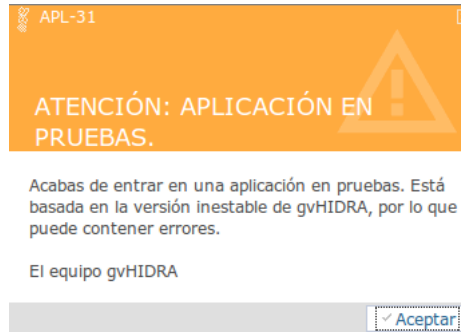 APL-31
ATENCIÓN: APLICACIÓN EN
PRUEBAS.
Acabas de entrar en una aplicación en pruebas. Está
basada en la versión inestable de gvHIDRA, por lo que
puede contener errores.
El equipo gvHIDRA
Aceptar